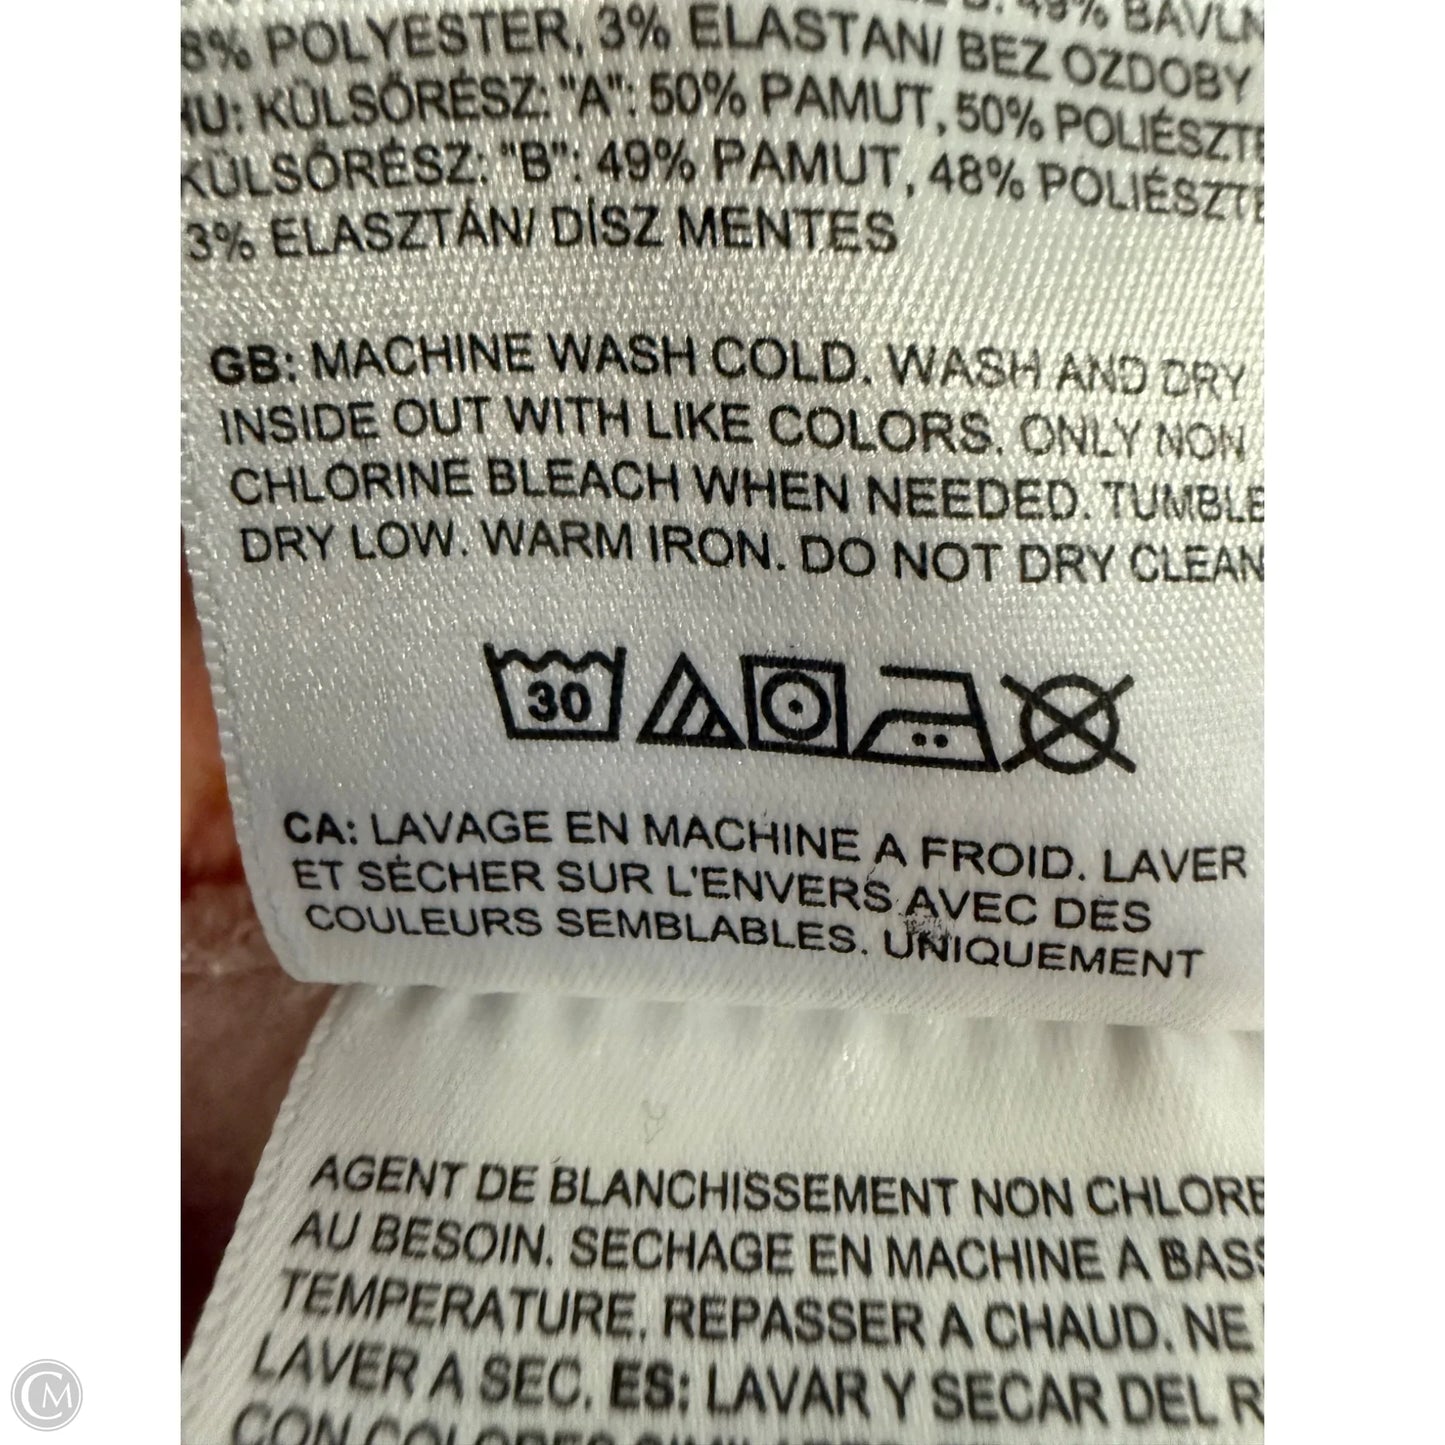 8% POLYESTER, 3% ELASTAN/ BEZ OZDOBY
HU: KÜLSŐRÉSZ: "A": 50% PAMUT, 50% POLIÉSZTE
KÜLSŐRÉSZ: "B": 49% PAMUT, 48% POLIÉSZTE
3% ELASZTÁN/ DÍSZ MENTES
GB: MACHINE WASH COLD. WASH AND DRY
INSIDE OUT WITH LIKE COLORS. ONLY NON
CHLORINE BLEACH WHEN NEEDED. TUMBLE
DRY LOW. WARM IRON. DO NOT DRY CLEAN
30
CA: LAVAGE EN MACHINE A FROID. LAVER
ET SÉCHER SUR L'ENVERS AVEC DES
COULEURS SEMBLABLES. UNIQUEMENT
AGENT DE BLANCHISSEMENT NON CHLORE
AU BESOIN. SECHAGE EN MACHINE A BASS
TEMPERATURE. REPASSER A CHAUD. NE
LAVER A SEC. ES: LAVAR Y SECAR DEL R
CON COLORES
CM